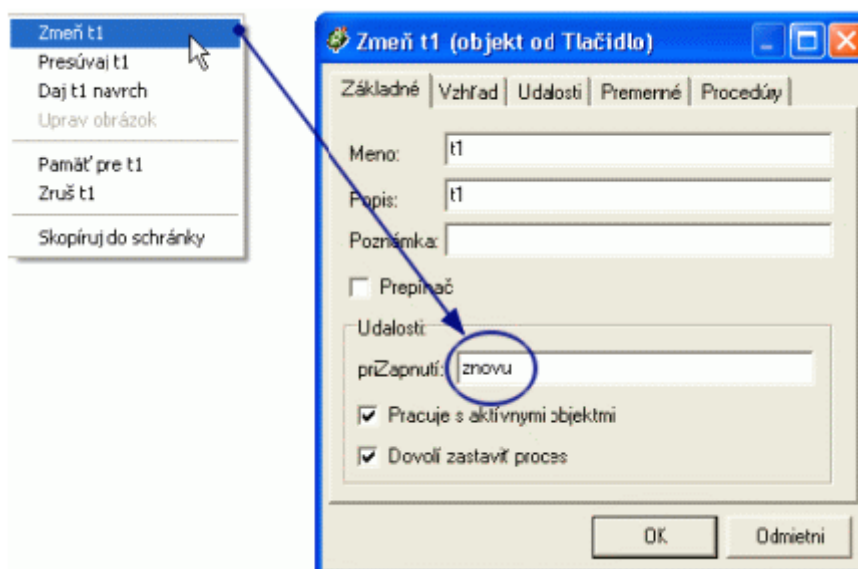 Zmeň t1
Presúvaj t1
Daj t1 navrch
Uprav obrázok
Pamäť pre t1
Zruš t1
Skopíruj do schránky
Zmeň t1 (objekt od Tlačidlo)
Základné Vzhľad Udalosti Premenné Procedúry
Meno: t1
Popis: t1
Poznámka:
Prepínač
Udalosti:
priZapnutí: znovu
Pracuje s aktívnymi objektmi
Dovolí zastaviť proces
OK Odmietni